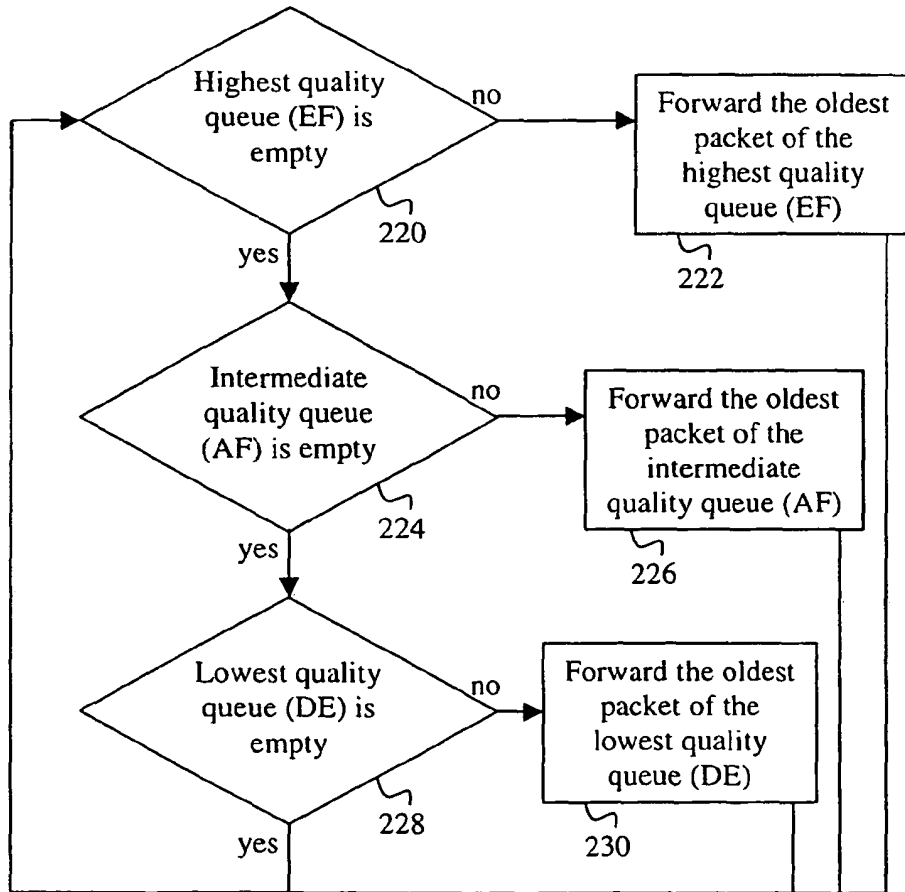 Highest quality
queue (EF) is
empty
no
Forward the oldest
packet of the
highest quality
queue (EF)
220
222
yes
Intermediate
quality queue
(AF) is empty
no
Forward the oldest
packet of the
intermediate
quality queue (AF)
224
226
yes
Lowest quality
queue (DE) is
empty
no
Forward the oldest
packet of the
lowest quality
queue (DE)
228
230
yes